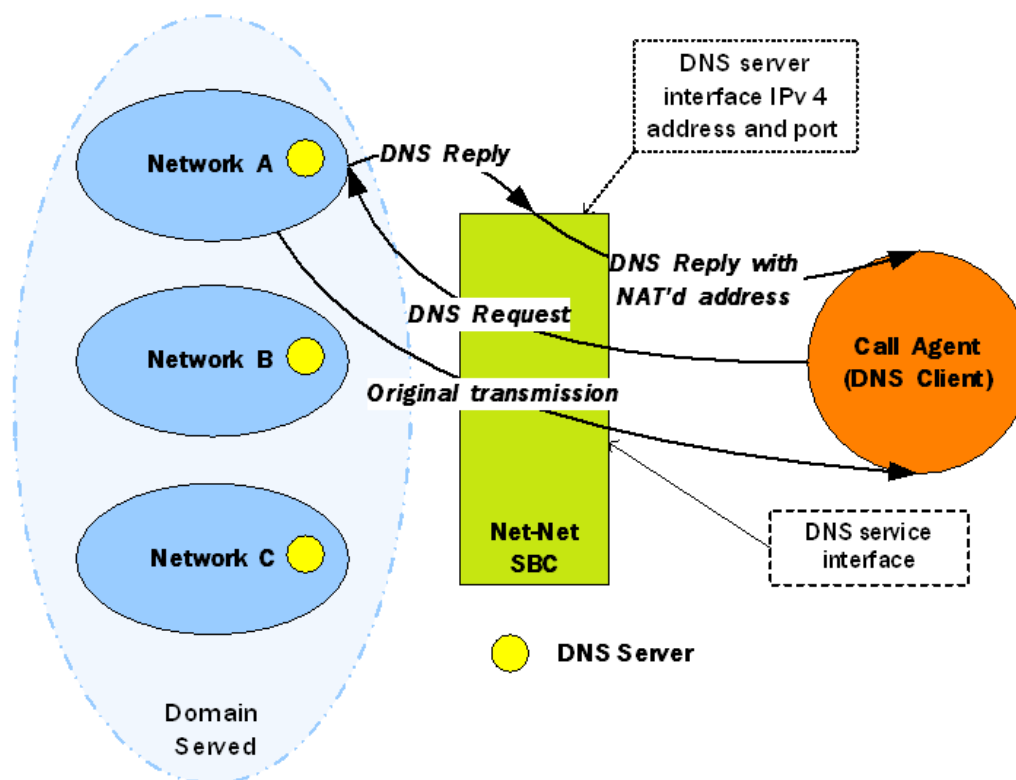 DNS server
interface IPv 4
address and port
Network A
DNS Reply
DNS Reply with
NAT'd address
DNS Request
Network B
Call Agent
(DNS Client)
Original transmission
Network C
Net-Net
SBC
DNS service
interface
DNS Server
Domain
Served